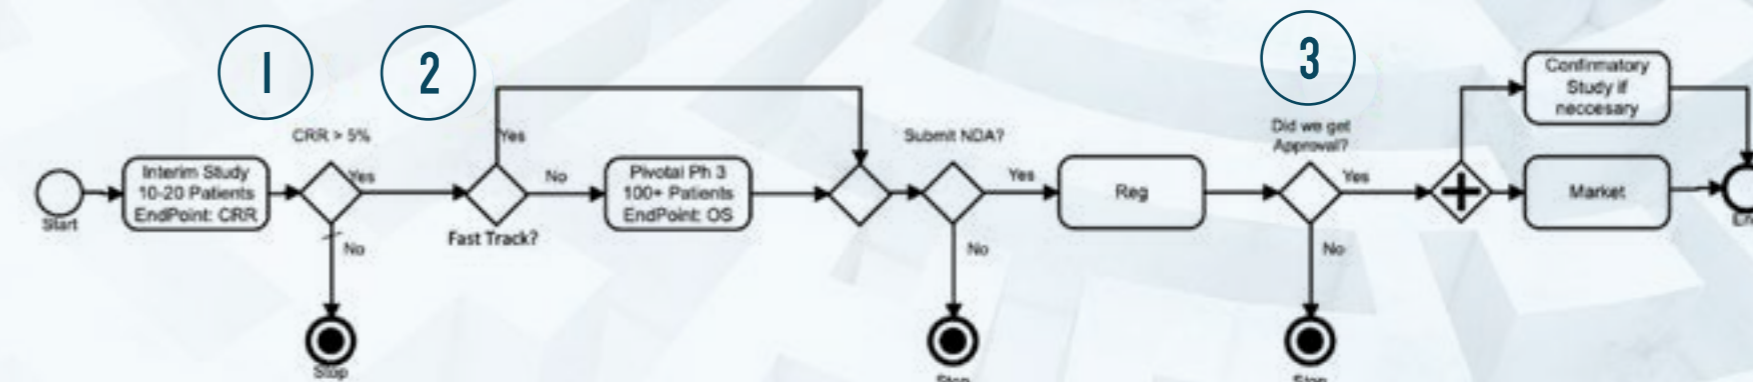 1
2
3
CRR > 5%
Yes
Submit NDA?
Did we get
Approval?
Confirmatory
Study if
neccesary
Start
Interim Study
10-20 Patients
EndPoint: CRR
Yes
No
Fast Track?
No
Pivotal Ph 3
100+ Patients
EndPoint: OS
Yes
No
Reg
Yes
No
Market
En
Stop
Stop
Stop